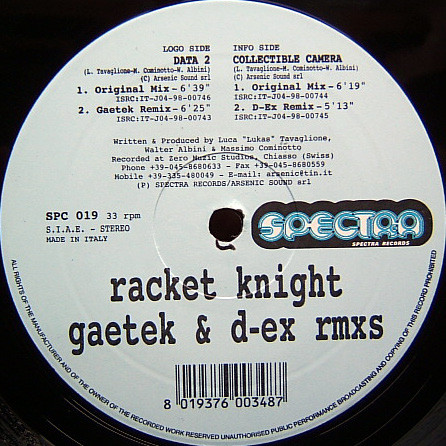 LOGO SIDE
DATA 2
(L. Tavaglione-M. Cominotto-W. Albini)
(C) Arsenic Sound srl
1. Original Mix-6'39"
ISRC:IT-J04-98-00746
2. Gaetek Remix-6'25"
ISRC:IT-J04-98-00743
INFO SIDE
COLLECTIBLE CAMERA
(L. Tavaglione-M. Cominotto-W. Albini)
(C) Arsenic Sound srl
1. Original Mix-6'19"
ISRC:IT-J04-98-00744
2. D-Ex Remix-5'13"
ISRC:IT-J04-98-00745
Written & Produced by Luca "Lukas" Tavaglione,
Walter Albini & Massimo Cominotto
Recorded at Zero Muzic Studios, Chiasso (Swiss)
Phone +39-045-8680633 - Fax +39-045-8680559
Mobile +39-335-480049 - E-mail: arsenic@tin.it
(P) SPECTRA RECORDS/ARSENIC SOUND srl
SPC 019 33 rpm
S.I.A.E. - STEREO
MADE IN ITALY
SPECTRA
SPECTRA RECORDS
racket knight
gaetek & d-ex rmxs
8 019376 003487
ALL RIGHTS OF THE MANUFACTURER AND OF THE OWNER OF THE RECORDED WORK RESERVED UNAUTHORISED PUBLIC PERFORMANCE BROADCASTING AND COPYING OF THIS RECORD PROHIBITED